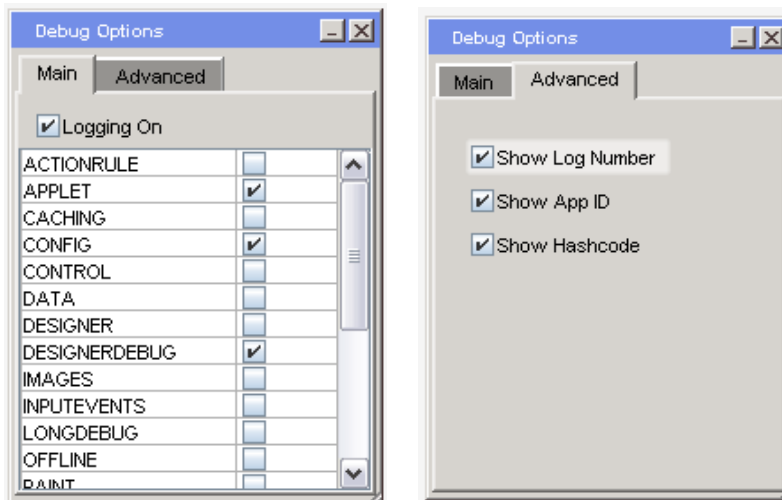 Debug Options
Main
Advanced
Logging On
ACTIONRULE
APPLET
CACHING
CONFIG
CONTROL
DATA
DESIGNER
DESIGNERDEBUG
IMAGES
INPUTEVENTS
LONGDEBUG
OFFLINE
PAINT
Debug Options
Main
Advanced
Show Log Number
Show App ID
Show Hashcode